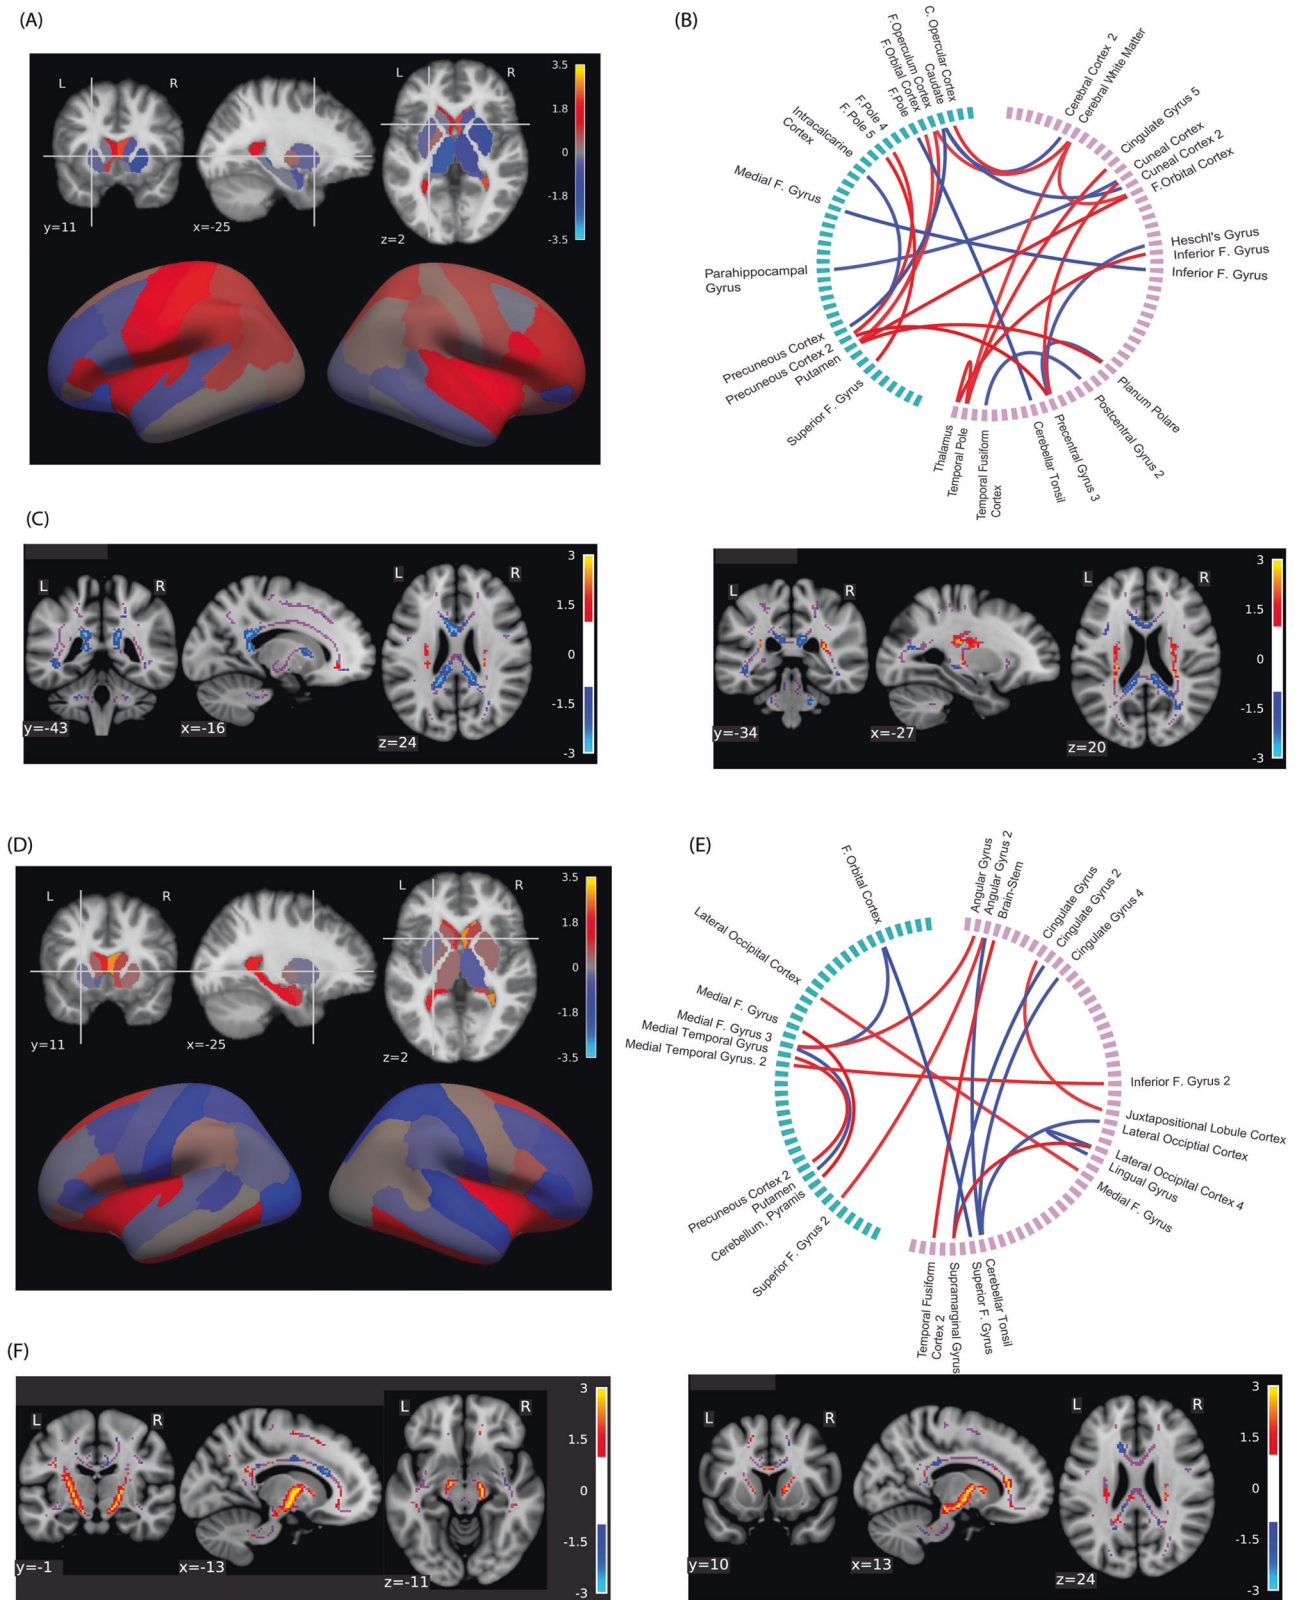 (A)
L
R
L
R
3.5
1.8
0
-1.8
-3.5
y=11
x=-25
z=2
(B)
Intracalcarine
Cortex
F.Pole 5
F.Pole 4
F.Pole
F.Orbital Cortex
F.Operculum Cortex
Caudate
C. Opercular Cortex
Cerebral Cortex 2
Cerebral White Matter
Cingulate Gyrus 5
Cuneal Cortex
Cuneal Cortex 2
F.Orbital Cortex
Medial F. Gyrus
Heschl's Gyrus
Inferior F. Gyrus
Inferior F. Gyrus
Parahippocampal
Gyrus
Precuneous Cortex
Precuneous Cortex 2
Putamen
Superior F. Gyrus
Thalamus
Temporal Pole
Temporal Fusiform
Cortex
Cerebellar Tonsil
Precentral Gyrus 3
Postcentral Gyrus 2
Planum Polare
(C)
L
R
L
R
3
1.5
0
-1.5
-3
y=-43
x=-16
z=24
L
R
L
R
3
1.5
0
-1.5
-3
y=-34
x=-27
z=20
(D)
L
R
L
R
3.5
1.8
0
-1.8
-3.5
y=11
x=-25
z=2
(E)
F.Orbital Cortex
Angular Gyrus
Angular Gyrus 2
Brain-Stem
Cingulate Gyrus
Cingulate Gyrus 2
Cingulate Gyrus 4
Lateral Occipital Cortex
Medial F. Gyrus
Medial F. Gyrus 3
Medial Temporal Gyrus
Medial Temporal Gyrus. 2
Inferior F. Gyrus 2
Juxtapositional Lobule Cortex
Lateral Occiptial Cortex
Lateral Occipital Cortex 4
Lingual Gyrus
Medial F. Gyrus
Precuneous Cortex 2
Putamen
Cerebellum, Pyramis
Superior F. Gyrus 2
Temporal Fusiform
Cortex 2
Supramarginal Gyrus
Superior F. Gyrus
Cerebellar Tonsil
(F)
L
R
L
R
3
1.5
0
-1.5
-3
y=-1
x=-13
z=-11
L
R
L
R
3
1.5
0
-1.5
-3
y=10
x=13
z=24